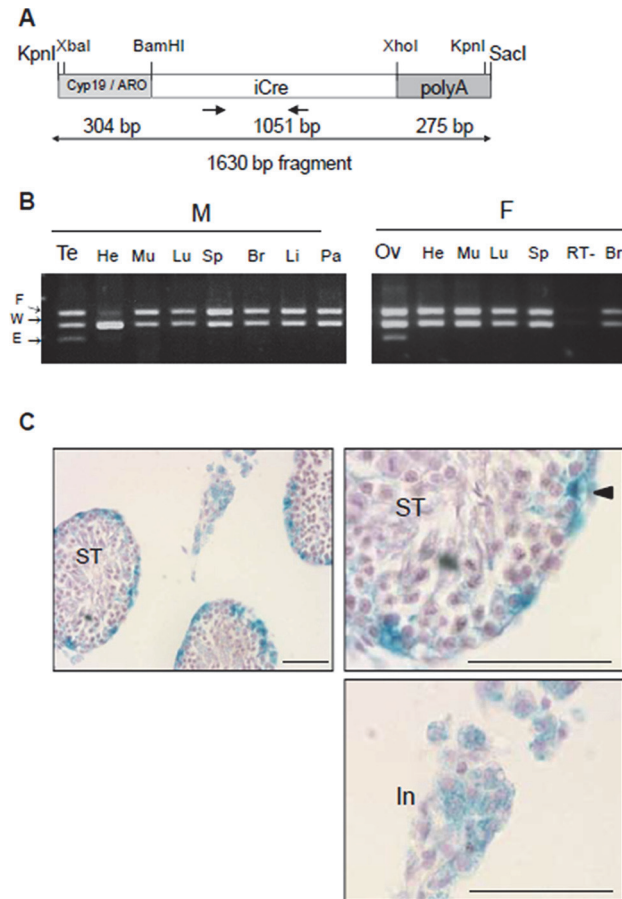 A
KpnI XbaI BamHI XhoI KpnI SacI
Cyp19 / ARO iCre polyA
304 bp 1051 bp 275 bp
1630 bp fragment
B
M F
Te He Mu Lu Sp Br Li Pa Ov He Mu Lu Sp RT- Br
F
W
E
C
ST ST
In